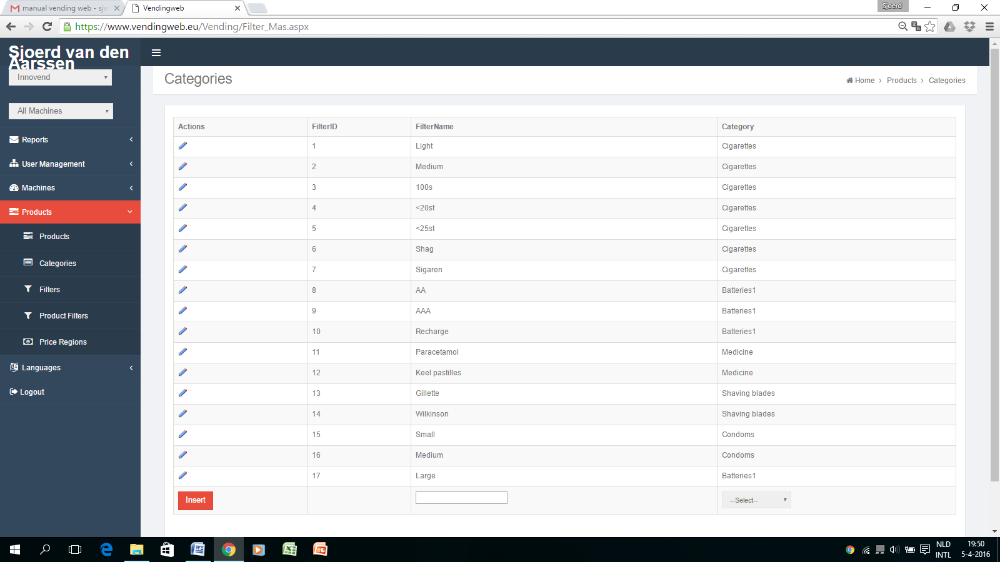 manual vending web - sjw
Vendingweb
Sjoerd
https://www.vendingweb.eu/Vending/Filter_Mas.aspx
Sjoerd van den
Aarssen
Innovend
All Machines
Reports
User Management
Machines
Products
Products
Categories
Filters
Product Filters
Price Regions
Languages
Logout
Categories
Home > Products > Categories
Actions FilterID FilterName Category
1 Light Cigarettes
2 Medium Cigarettes
3 100s Cigarettes
4 <20st Cigarettes
5 <25st Cigarettes
6 Shag Cigarettes
7 Sigaren Cigarettes
8 AA Batteries1
9 AAA Batteries1
10 Recharge Batteries1
11 Paracetamol Medicine
12 Keel pastilles Medicine
13 Gillette Shaving blades
14 Wilkinson Shaving blades
15 Small Condoms
16 Medium Condoms
17 Large Batteries1
Insert --Select--
NLD 19:50
INTL 5-4-2016